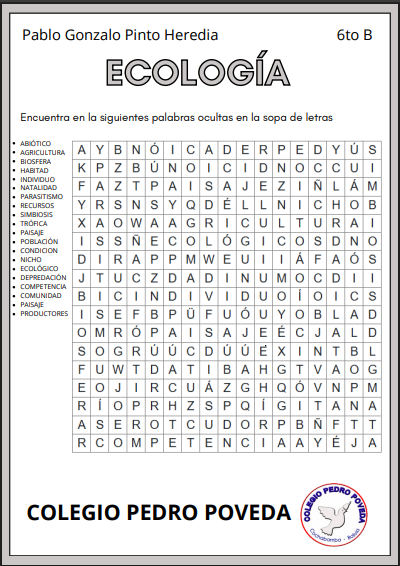 Pablo Gonzalo Pinto Heredia 6to B
ECOLOGÍA
Encuentra en la siguientes palabras ocultas en la sopa de letras
• ABIÓTICO
• AGRICULTURA
• BIOSFERA
• HABITAD
• INDIVIDUO
• NATALIDAD
• PARASITISMO
• RECURSOS
• SIMBIOSIS
• TRÓFICA
• PAISAJE
• POBLACIÓN
• CONDICION
• NICHO
• ECOLÓGICO
• DEPREDACIÓN
• COMPETENCIA
• COMUNIDAD
• PAISAJE
• PRODUCTORES
A Y B N Ó I C A D E R P E D Y Ú S
K P Z B Ú N O I C I D N O C C U I
F A Z T P A I S A J E Z I Ñ L Á M
Y R S N S Y Q D É L L N I C H O B
X A O W A A G R I C U L T U R A I
I S S Ñ E C O L Ó G I C O S D N O
D I R A P P M W E U I I Á F A Ó S
J T U C Z D A D I N U M O C D I I
B I C I N D I V I D U O Í O I C S
I S E F B P Ü F U Ó U Y O B L A D
O M R Ó P A I S A J E É C J A L D
S O G R Ú Ú C D Ú Ú É X I N T B L
F U W T D A T I B A H G T V A O G
E O J I R C U Á Z G H Q Ó V N P M
R Í O P R H Z S P Q Í G I T A N A
A S E R O T C U D O R P B Ñ F T T
R C O M P E T E N C I A A Y É J A
COLEGIO PEDRO POVEDA
COLEGIO PEDRO POVEDA
Cochabamba - Bolivia